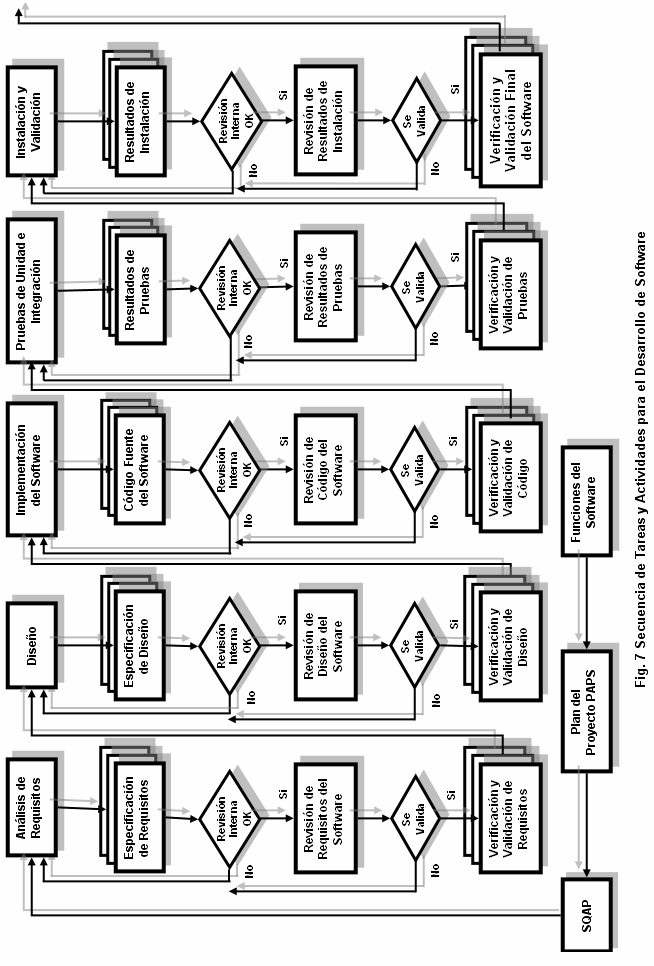 Análisis de
Requisitos
Especificación
de Requisitos
Revisión
Interna
OK
No
Si
Revisión de
Requisitos del
Software
Se
Valida
No
Si
Verificación y
Validación de
Requisitos
Diseño
Especificación
de Diseño
Revisión
Interna
OK
No
Si
Revisión de
Diseño del
Software
Se
Valida
No
Si
Verificación y
Validación de
Diseño
Implementación
del Software
Código Fuente
del Software
Revisión
Interna
OK
No
Si
Revisión de
Código del
Software
Se
Valida
No
Si
Verificación y
Validación de
Código
Pruebas de Unidad e
Integración
Resultados de
Pruebas
Revisión
Interna
OK
No
Si
Revisión de
Resultados de
Pruebas
Se
Valida
No
Si
Verificación y
Validación de
Pruebas
Instalación y
Validación
Resultados de
Instalación
Revisión
Interna
OK
No
Si
Revisión de
Resultados de
Instalación
Se
Valida
No
Si
Verificación y
Validación Final
del Software
SQAP
Plan del
Proyecto PAPS
Funciones del
Software
Fig. 7 Secuencia de Tareas y Actividades para el Desarrollo de Software